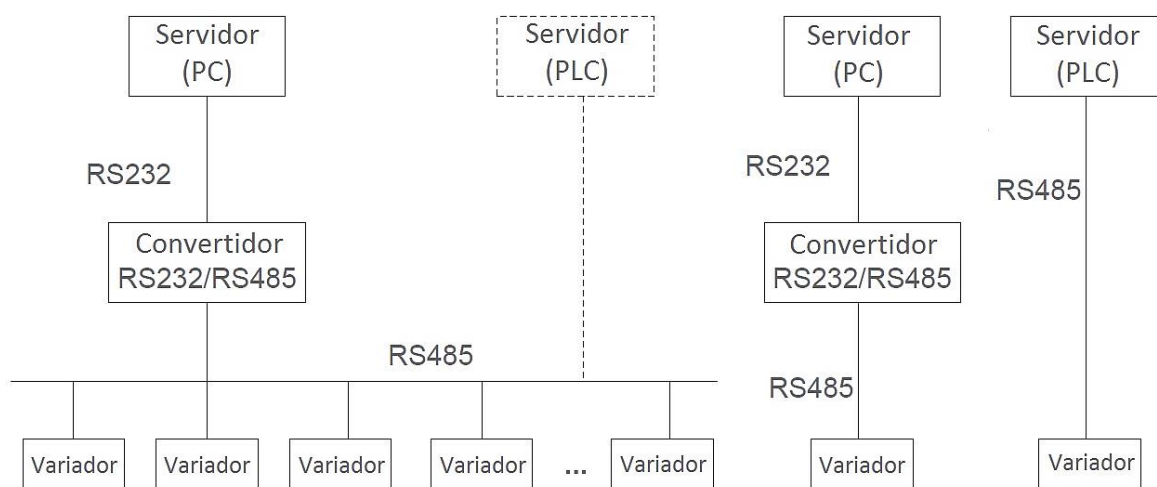 Servidor
(PC)
Servidor
(PLC)
Servidor
(PC)
Servidor
(PLC)
RS232
RS232
RS485
Convertidor
RS232/RS485
Convertidor
RS232/RS485
RS485
RS485
Variador
Variador
Variador
Variador
...
Variador
Variador
Variador